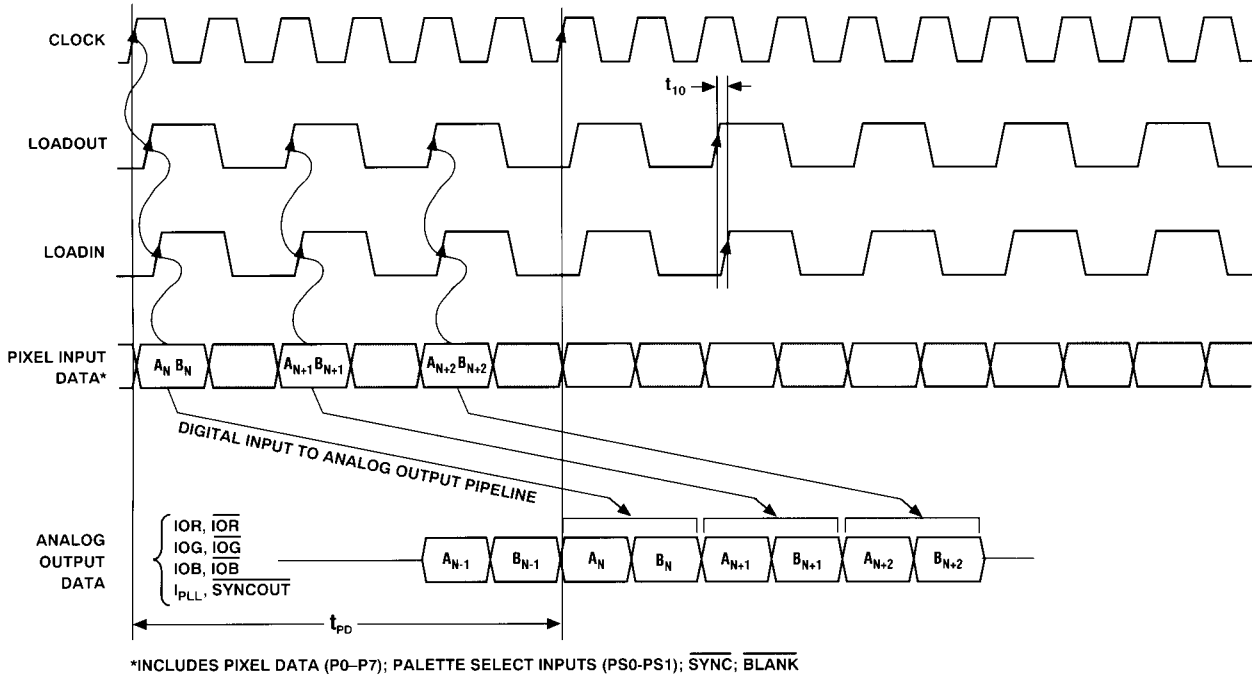 CLOCK
t10
LOADOUT
LOADIN
PIXEL INPUT
DATA*
AN BN
AN+1 BN+1
AN+2 BN+2
DIGITAL INPUT TO ANALOG OUTPUT PIPELINE
ANALOG
OUTPUT
DATA
IOR, IOR
IOG, IOG
IOB, IOB
IPLL, SYNCOUT
AN-1
BN-1
AN
BN
AN+1
BN+1
AN+2
BN+2
tPD
*INCLUDES PIXEL DATA (P0–P7); PALETTE SELECT INPUTS (PS0-PS1); SYNC; BLANK